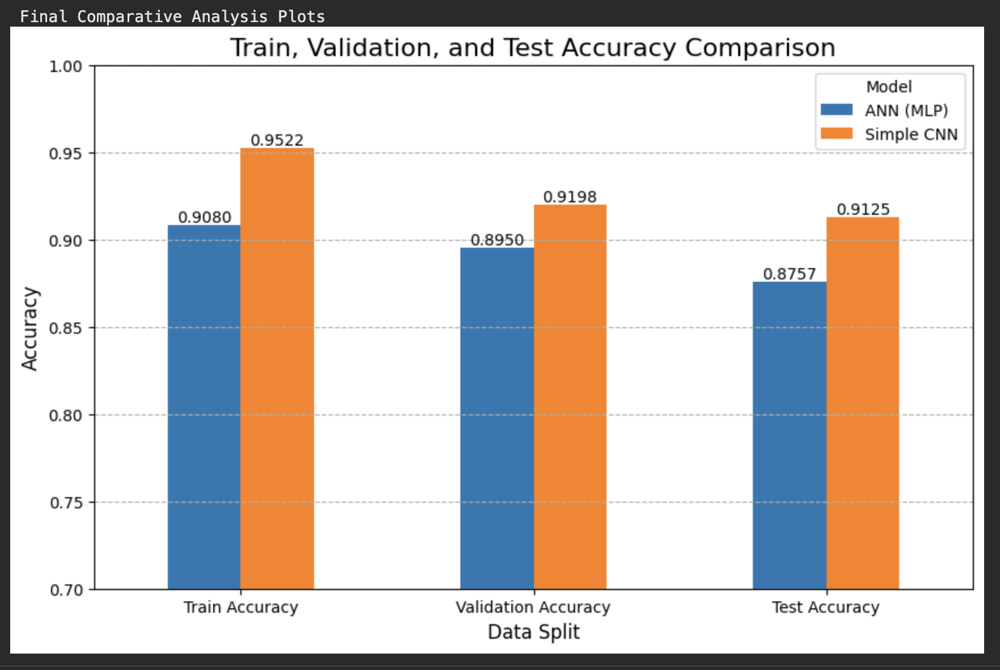 Final Comparative Analysis Plots
Train, Validation, and Test Accuracy Comparison
1.00
0.95
0.90
0.85
0.80
0.75
0.70
Accuracy
Model
ANN (MLP)
Simple CNN
0.9080
0.9522
0.8950
0.9198
0.8757
0.9125
Train Accuracy
Validation Accuracy
Test Accuracy
Data Split